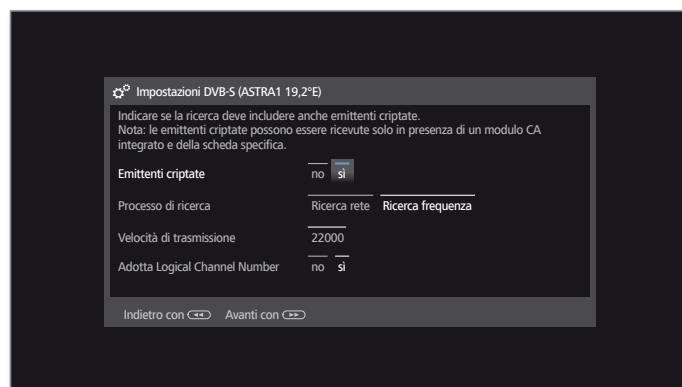 Impostazioni DVB-S (ASTRA1 19,2°E)
Indicare se la ricerca deve includere anche emittenti criptate.
Nota: le emittenti criptate possono essere ricevute solo in presenza di un modulo CA
integrato e della scheda specifica.
Emittenti criptate no sì
Processo di ricerca Ricerca rete Ricerca frequenza
Velocità di trasmissione 22000
Adotta Logical Channel Number no sì
Indietro con Avanti con